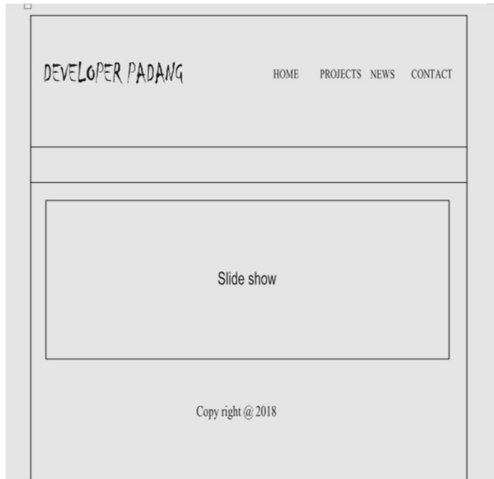 DEVELOPER PADANG
HOME PROJECTS NEWS CONTACT
Slide show
Copy right @ 2018